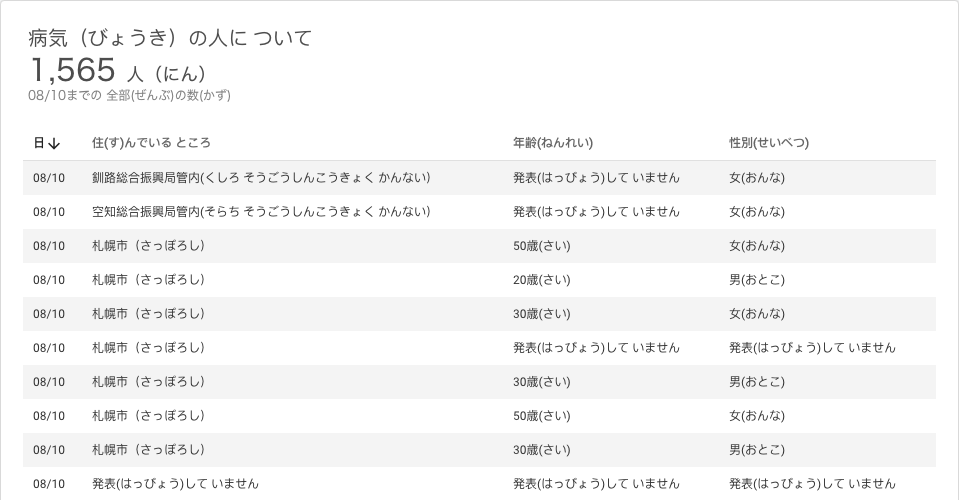 病気（びょうき）の人に ついて
1,565 人（にん）
08/10までの 全部(ぜんぶ)の数(かず)
日↓ 住(す)んでいる ところ 年齢(ねんれい) 性別(せいべつ)
08/10 釧路総合振興局管内(くしろ そうごうしんこうきょく かんない） 発表(はっぴょう)して いません 女(おんな)
08/10 空知総合振興局管内(そらち そうごうしんこうきょく かんない） 発表(はっぴょう)して いません 女(おんな)
08/10 札幌市（さっぽろし） 50歳(さい) 女(おんな)
08/10 札幌市（さっぽろし） 20歳(さい) 男(おとこ)
08/10 札幌市（さっぽろし） 30歳(さい) 女(おんな)
08/10 札幌市（さっぽろし） 発表(はっぴょう)して いません 発表(はっぴょう)して いません
08/10 札幌市（さっぽろし） 30歳(さい) 男(おとこ)
08/10 札幌市（さっぽろし） 50歳(さい) 女(おんな)
08/10 札幌市（さっぽろし） 30歳(さい) 男(おとこ)
08/10 発表(はっぴょう)して いません 発表(はっぴょう)して いません 発表(はっぴょう)して いません